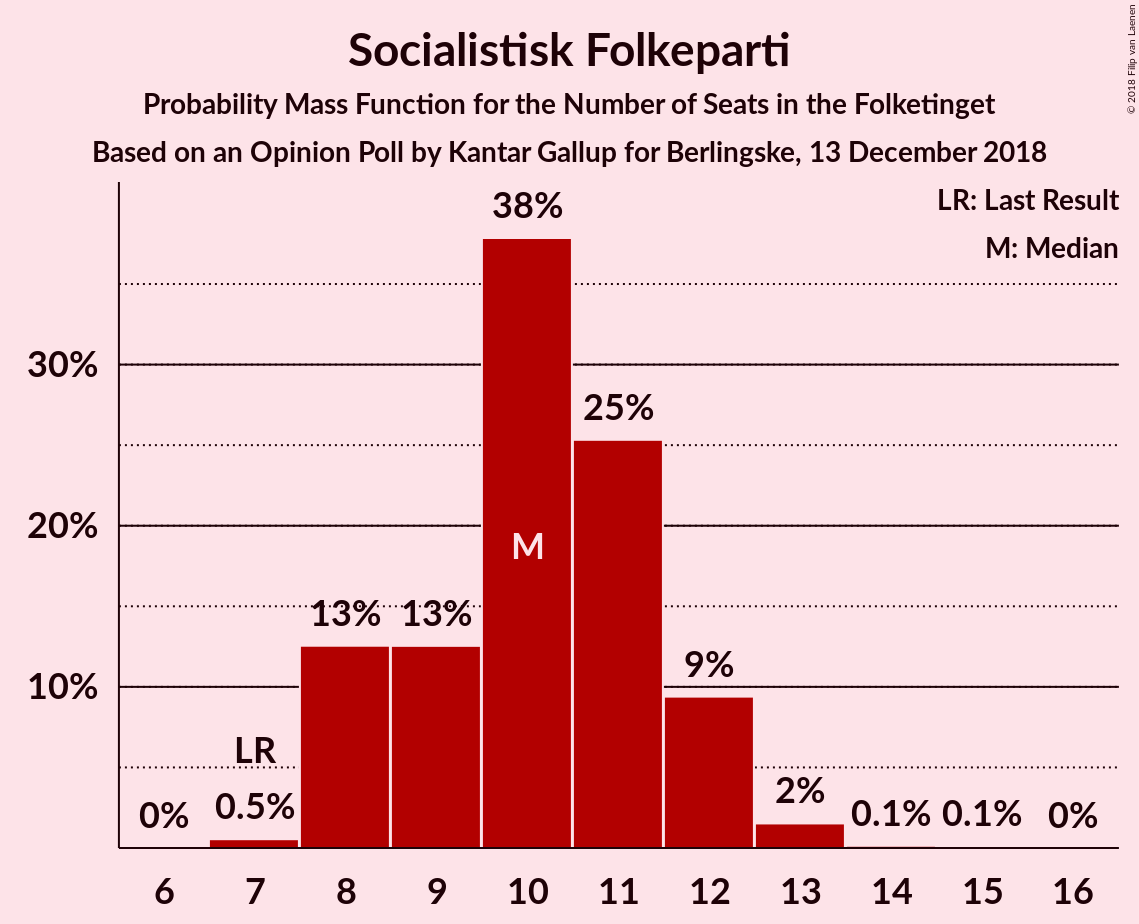 Socialistisk Folkeparti
Probability Mass Function for the Number of Seats in the Folketinget
Based on an Opinion Poll by Kantar Gallup for Berlingske, 13 December 2018
© 2018 Filip van Laenen
LR: Last Result
M: Median
38%
30%
25%
20%
M
13% 13%
9%
10%
LR
2%
0% 0.5% 0.1% 0.1% 0%
6 7 8 9 10 11 12 13 14 15 16